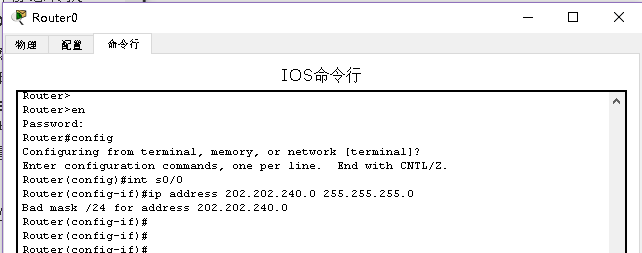 Router0
物理
配置
命令行
IOS命令行
Router>
Router>en
Password:
Router#config
Configuring from terminal, memory, or network [terminal]?
Enter configuration commands, one per line.  End with CNTL/Z.
Router(config)#int s0/0
Router(config-if)#ip address 202.202.240.0 255.255.255.0
Bad mask /24 for address 202.202.240.0
Router(config-if)#
Router(config-if)#
Router(config-if)#